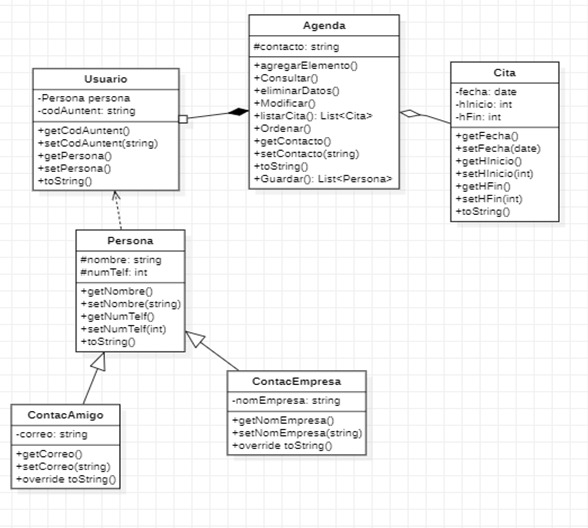 Agenda
#contacto: string
+agregarElemento()
+Consultar()
+eliminarDatos()
+Modificar()
+listarCita(): List<Cita>
+Ordenar()
+getContacto()
+setContacto(string)
+toString()
+Guardar(): List<Persona>
Usuario
-Persona persona
-codAuntent: string
+getCodAuntent()
+setCodAuntent(string)
+getPersona()
+setPersona()
+toString()
Cita
-fecha: date
-hInicio: int
-hFin: int
+getFecha()
+setFecha(date)
+getHInicio()
+setHInicio(int)
+getHFin()
+setHFin(int)
+toString()
Persona
#nombre: string
#numTelf: int
+getNombre()
+setNombre(string)
+getNumTelf()
+setNumTelf(int)
+toString()
ContacEmpresa
-nomEmpresa: string
+getNomEmpresa()
+setNomEmpresa(string)
+override toString()
ContacAmigo
-correo: string
+getCorreo()
+setCorreo(string)
+override toString()